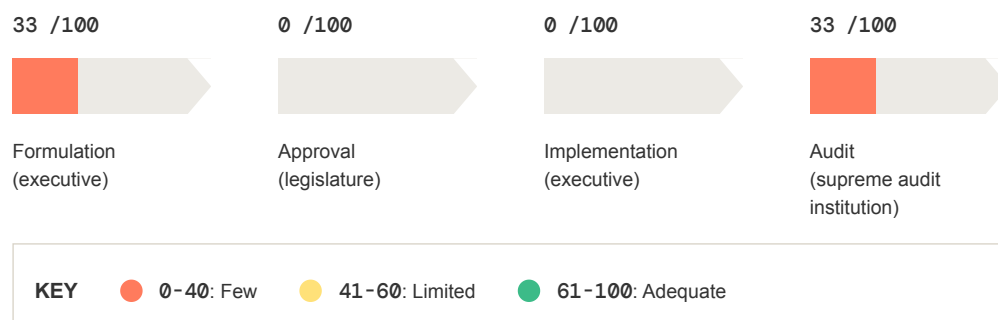 33 /100
0 /100
0 /100
33 /100
Formulation
(executive)
Approval
(legislature)
Implementation
(executive)
Audit
(supreme audit
institution)
KEY
0-40: Few
41-60: Limited
61-100: Adequate